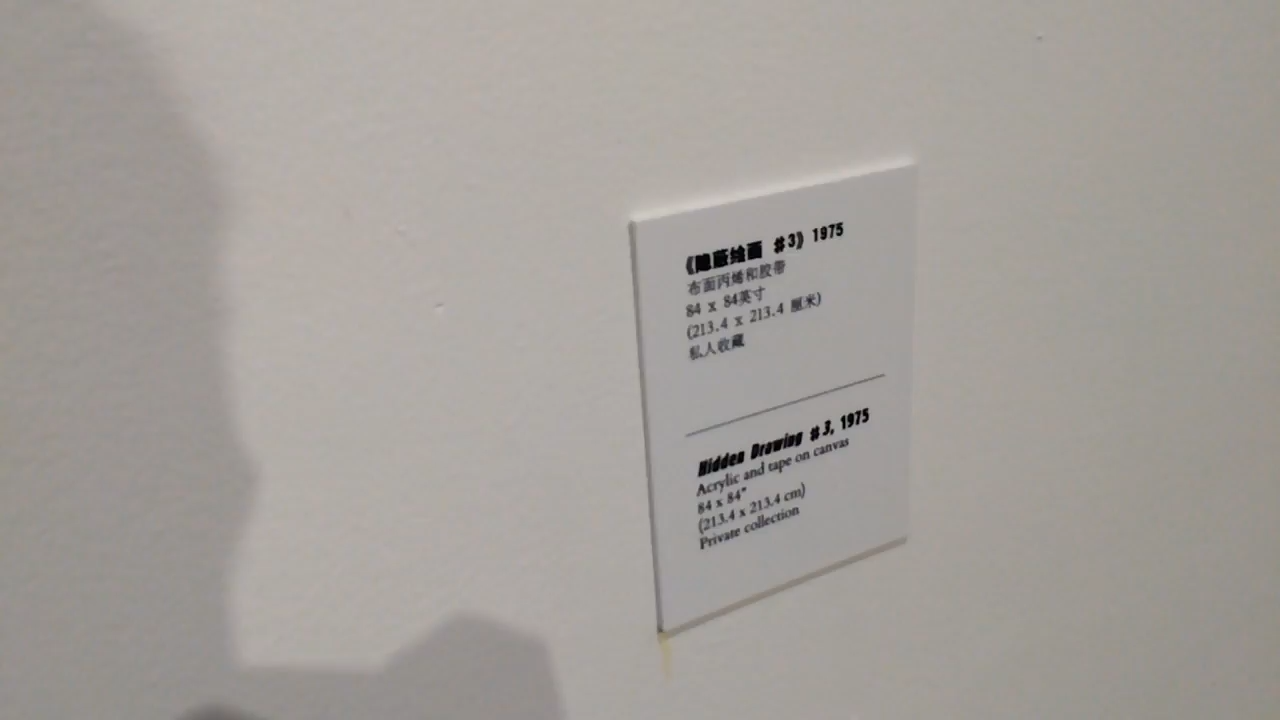 《隐蔽绘画 #3》 1975
布面丙烯和胶带
84 x 84英寸
(213.4 x 213.4 厘米)
私人收藏
Hidden Drawing #3, 1975
Acrylic and tape on canvas
84 x 84"
(213.4 x 213.4 cm)
Private collection